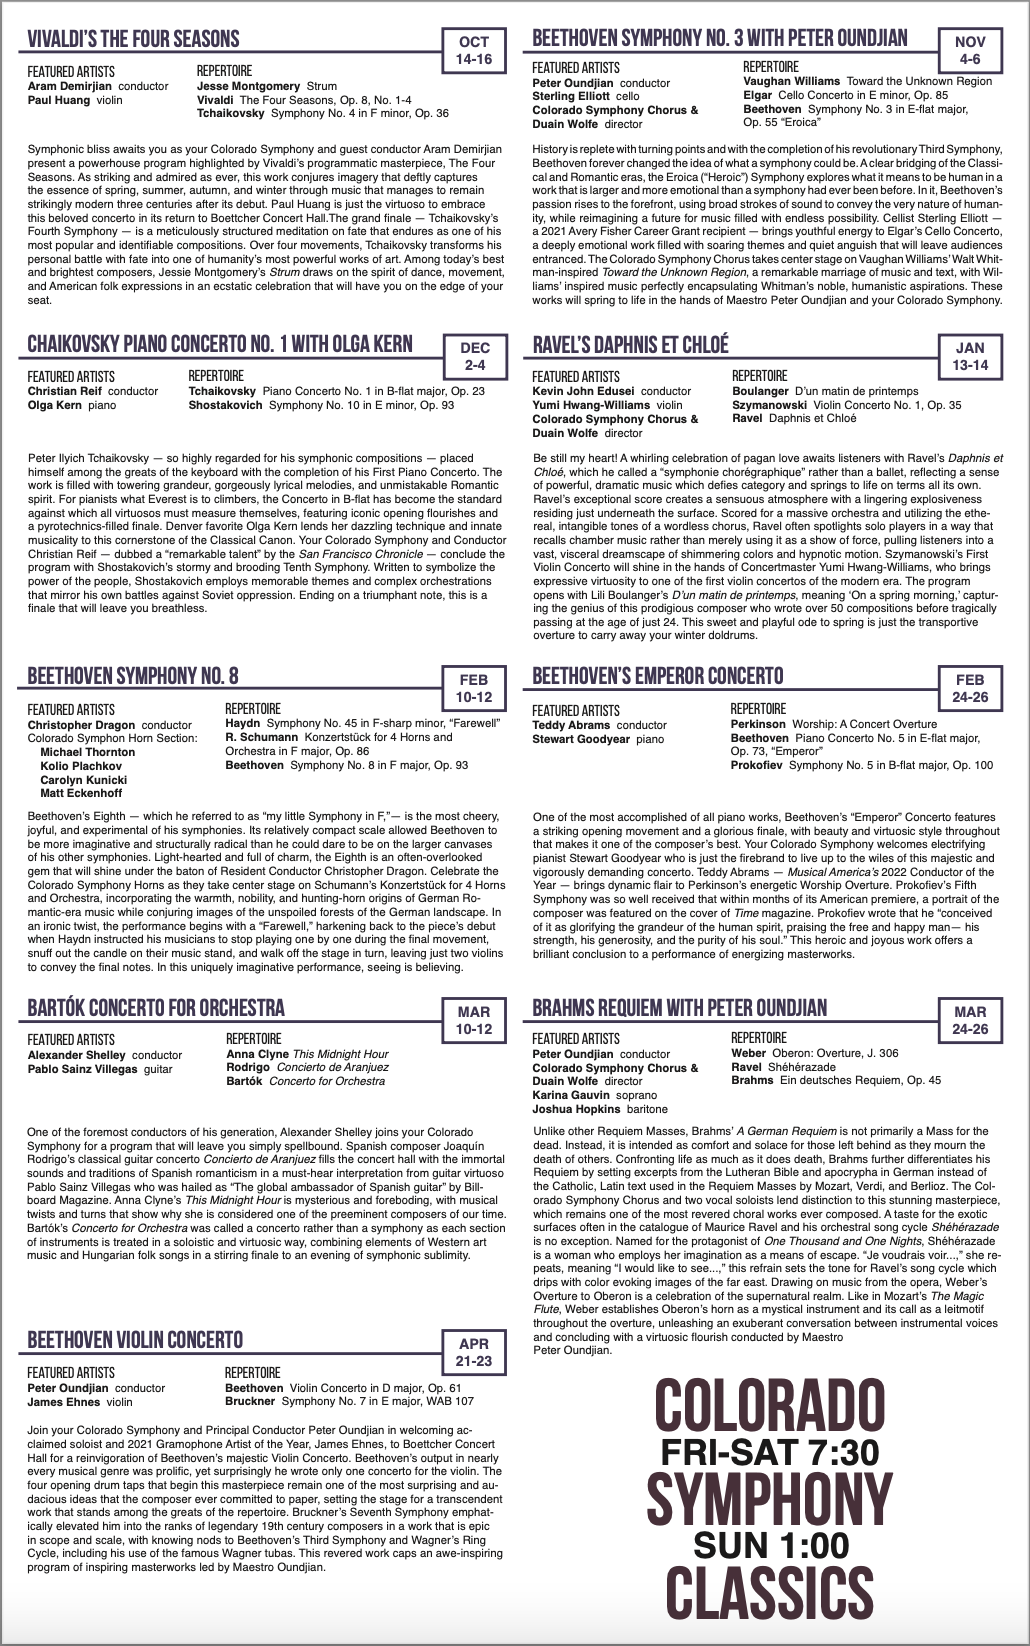 VIVALDI'S THE FOUR SEASONS
OCT
14-16
FEATURED ARTISTS
Aram Demirjian conductor
Paul Huang violin
REPERTOIRE
Jesse Montgomery Strum
Vivaldi The Four Seasons, Op. 8, No. 1-4
Tchaikovsky Symphony No. 4 in F minor, Op. 36
Symphonic bliss awaits you as your Colorado Symphony and guest conductor Aram Demirjian
present a powerhouse program highlighted by Vivaldi's programmatic masterpiece, The Four
Seasons. As striking and admired as ever, this work conjures imagery that deftly captures
the essence of spring, summer, autumn, and winter through music that manages to remain
strikingly modern three centuries after its debut. Paul Huang is just the virtuoso to embrace
this beloved concerto in its return to Boettcher Concert Hall.The grand finale — Tchaikovsky's
Fourth Symphony — is a meticulously structured meditation on fate that endures as one of his
most popular and identifiable compositions. Over four movements, Tchaikovsky transforms his
personal battle with fate into one of humanity's most powerful works of art. Among today's best
and brightest composers, Jessie Montgomery's Strum draws on the spirit of dance, movement,
and American folk expressions in an ecstatic celebration that will have you on the edge of your
seat.
BEETHOVEN SYMPHONY NO. 3 WITH PETER OUNDJIAN
NOV
4-6
FEATURED ARTISTS
Peter Oundjian conductor
Sterling Elliott cello
Colorado Symphony Chorus &
Duain Wolfe director
REPERTOIRE
Vaughan Williams Toward the Unknown Region
Elgar Cello Concerto in E minor, Op. 85
Beethoven Symphony No. 3 in E-flat major,
Op. 55 “Eroica”
History is replete with turning points and with the completion of his revolutionary Third Symphony,
Beethoven forever changed the idea of what a symphony could be. A clear bridging of the Classi-
cal and Romantic eras, the Eroica (“Heroic”) Symphony explores what it means to be human in a
work that is larger and more emotional than a symphony had ever been before. In it, Beethoven's
passion rises to the forefront, using broad strokes of sound to convey the very nature of human-
ity, while reimagining a future for music filled with endless possibility. Cellist Sterling Elliott —
a 2021 Avery Fisher Career Grant recipient — brings youthful energy to Elgar's Cello Concerto,
a deeply emotional work filled with soaring themes and quiet anguish that will leave audiences
entranced. The Colorado Symphony Chorus takes center stage on Vaughan Williams' Walt Whit-
man-inspired Toward the Unknown Region, a remarkable marriage of music and text, with Wil-
liams' inspired music perfectly encapsulating Whitman's noble, humanistic aspirations. These
works will spring to life in the hands of Maestro Peter Oundjian and your Colorado Symphony.
CHAIKOVSKY PIANO CONCERTO NO. 1 WITH OLGA KERN
DEC
2-4
FEATURED ARTISTS
Christian Reif conductor
Olga Kern piano
REPERTOIRE
Tchaikovsky Piano Concerto No. 1 in B-flat major, Op. 23
Shostakovich Symphony No. 10 in E minor, Op. 93
Peter Ilyich Tchaikovsky — so highly regarded for his symphonic compositions — placed
himself among the greats of the keyboard with the completion of his First Piano Concerto. The
work is filled with towering grandeur, gorgeously lyrical melodies, and unmistakable Romantic
spirit. For pianists what Everest is to climbers, the Concerto in B-flat has become the standard
against which all virtuosos must measure themselves, featuring iconic opening flourishes and
a pyrotechnics-filled finale. Denver favorite Olga Kern lends her dazzling technique and innate
musicality to this cornerstone of the Classical Canon. Your Colorado Symphony and Conductor
Christian Reif — dubbed a “remarkable talent” by the San Francisco Chronicle — conclude the
program with Shostakovich's stormy and brooding Tenth Symphony. Written to symbolize the
power of the people, Shostakovich employs memorable themes and complex orchestrations
that mirror his own battles against Soviet oppression. Ending on a triumphant note, this is a
finale that will leave you breathless.
RAVEL'S DAPHNIS ET CHLOÉ
JAN
13-14
FEATURED ARTISTS
Kevin John Edusei conductor
Yumi Hwang-Williams violin
Colorado Symphony Chorus &
Duain Wolfe director
REPERTOIRE
Boulanger D'un matin de printemps
Szymanowski Violin Concerto No. 1, Op. 35
Ravel Daphnis et Chloé
Be still my heart! A whirling celebration of pagan love awaits listeners with Ravel's Daphnis et
Chloé, which he called a “symphonie chorégraphique” rather than a ballet, reflecting a sense
of powerful, dramatic music which defies category and springs to life on terms all its own.
Ravel's exceptional score creates a sensuous atmosphere with a lingering explosiveness
residing just underneath the surface. Scored for a massive orchestra and utilizing the ethe-
real, intangible tones of a wordless chorus, Ravel often spotlights solo players in a way that
recalls chamber music rather than merely using it as a show of force, pulling listeners into a
vast, visceral dreamscape of shimmering colors and hypnotic motion. Szymanowski's First
Violin Concerto will shine in the hands of Concertmaster Yumi Hwang-Williams, who brings
expressive virtuosity to one of the first violin concertos of the modern era. The program
opens with Lili Boulanger's D'un matin de printemps, meaning ‘On a spring morning,’ captur-
ing the genius of this prodigious composer who wrote over 50 compositions before tragically
passing at the age of just 24. This sweet and playful ode to spring is just the transportive
overture to carry away your winter doldrums.
BEETHOVEN SYMPHONY NO. 8
FEB
10-12
FEATURED ARTISTS
Christopher Dragon conductor
Colorado Symphon Horn Section:
Michael Thornton
Kolio Plachkov
Carolyn Kunicki
Matt Eckenhoff
REPERTOIRE
Haydn Symphony No. 45 in F-sharp minor, “Farewell”
R. Schumann Konzertstück for 4 Horns and
Orchestra in F major, Op. 86
Beethoven Symphony No. 8 in F major, Op. 93
Beethoven's Eighth — which he referred to as “my little Symphony in F,”— is the most cheery,
joyful, and experimental of his symphonies. Its relatively compact scale allowed Beethoven to
be more imaginative and structurally radical than he could dare to be on the larger canvases
of his other symphonies. Light-hearted and full of charm, the Eighth is an often-overlooked
gem that will shine under the baton of Resident Conductor Christopher Dragon. Celebrate the
Colorado Symphony Horns as they take center stage on Schumann's Konzertstück for 4 Horns
and Orchestra, incorporating the warmth, nobility, and hunting-horn origins of German Ro-
mantic-era music while conjuring images of the unspoiled forests of the German landscape. In
an ironic twist, the performance begins with a “Farewell,” harkening back to the piece's debut
when Haydn instructed his musicians to stop playing one by one during the final movement,
snuff out the candle on their music stand, and walk off the stage in turn, leaving just two violins
to convey the final notes. In this uniquely imaginative performance, seeing is believing.
BEETHOVEN'S EMPEROR CONCERTO
FEB
24-26
FEATURED ARTISTS
Teddy Abrams conductor
Stewart Goodyear piano
REPERTOIRE
Perkinson Worship: A Concert Overture
Beethoven Piano Concerto No. 5 in E-flat major,
Op. 73, “Emperor”
Prokofiev Symphony No. 5 in B-flat major, Op. 100
One of the most accomplished of all piano works, Beethoven's “Emperor” Concerto features
a striking opening movement and a glorious finale, with beauty and virtuosic style throughout
that makes it one of the composer's best. Your Colorado Symphony welcomes electrifying
pianist Stewart Goodyear who is just the firebrand to live up to the wiles of this majestic and
vigorously demanding concerto. Teddy Abrams — Musical America's 2022 Conductor of the
Year — brings dynamic flair to Perkinson's energetic Worship Overture. Prokofiev's Fifth
Symphony was so well received that within months of its American premiere, a portrait of the
composer was featured on the cover of Time magazine. Prokofiev wrote that he “conceived
of it as glorifying the grandeur of the human spirit, praising the free and happy man— his
strength, his generosity, and the purity of his soul.” This heroic and joyous work offers a
brilliant conclusion to a performance of energizing masterworks.
BARTÓK CONCERTO FOR ORCHESTRA
MAR
10-12
FEATURED ARTISTS
Alexander Shelley conductor
Pablo Sainz Villegas guitar
REPERTOIRE
Anna Clyne This Midnight Hour
Rodrigo Concierto de Aranjuez
Bartók Concerto for Orchestra
One of the foremost conductors of his generation, Alexander Shelley joins your Colorado
Symphony for a program that will leave you simply spellbound. Spanish composer Joaquín
Rodrigo's classical guitar concerto Concierto de Aranjuez fills the concert hall with the immortal
sounds and traditions of Spanish romanticism in a must-hear interpretation from guitar virtuoso
Pablo Sainz Villegas who was hailed as “The global ambassador of Spanish guitar” by Bill-
board Magazine. Anna Clyne's This Midnight Hour is mysterious and foreboding, with musical
twists and turns that show why she is considered one of the preeminent composers of our time.
Bartók's Concerto for Orchestra was called a concerto rather than a symphony as each section
of instruments is treated in a soloistic and virtuosic way, combining elements of Western art
music and Hungarian folk songs in a stirring finale to an evening of symphonic sublimity.
BRAHMS REQUIEM WITH PETER OUNDJIAN
MAR
24-26
FEATURED ARTISTS
Peter Oundjian conductor
Colorado Symphony Chorus &
Duain Wolfe director
Karina Gauvin soprano
Joshua Hopkins baritone
REPERTOIRE
Weber Oberon: Overture, J. 306
Ravel Shéhérazade
Brahms Ein deutsches Requiem, Op. 45
Unlike other Requiem Masses, Brahms' A German Requiem is not primarily a Mass for the
dead. Instead, it is intended as comfort and solace for those left behind as they mourn the
death of others. Confronting life as much as it does death, Brahms further differentiates his
Requiem by setting excerpts from the Lutheran Bible and apocrypha in German instead of
the Catholic, Latin text used in the Requiem Masses by Mozart, Verdi, and Berlioz. The Col-
orado Symphony Chorus and two vocal soloists lend distinction to this stunning masterpiece,
which remains one of the most revered choral works ever composed. A taste for the exotic
surfaces often in the catalogue of Maurice Ravel and his orchestral song cycle Shéhérazade
is no exception. Named for the protagonist of One Thousand and One Nights, Shéhérazade
is a woman who employs her imagination as a means of escape. “Je voudrais voir...,” she re-
peats, meaning “I would like to see...,” this refrain sets the tone for Ravel's song cycle which
drips with color evoking images of the far east. Drawing on music from the opera, Weber's
Overture to Oberon is a celebration of the supernatural realm. Like in Mozart's The Magic
Flute, Weber establishes Oberon's horn as a mystical instrument and its call as a leitmotif
throughout the overture, unleashing an exuberant conversation between instrumental voices
and concluding with a virtuosic flourish conducted by Maestro
Peter Oundjian.
BEETHOVEN VIOLIN CONCERTO
APR
21-23
FEATURED ARTISTS
Peter Oundjian conductor
James Ehnes violin
REPERTOIRE
Beethoven Violin Concerto in D major, Op. 61
Bruckner Symphony No. 7 in E major, WAB 107
Join your Colorado Symphony and Principal Conductor Peter Oundjian in welcoming ac-
claimed soloist and 2021 Gramophone Artist of the Year, James Ehnes, to Boettcher Concert
Hall for a reinvigoration of Beethoven's majestic Violin Concerto. Beethoven's output in nearly
every musical genre was prolific, yet surprisingly he wrote only one concerto for the violin. The
four opening drum taps that begin this masterpiece remain one of the most surprising and au-
dacious ideas that the composer ever committed to paper, setting the stage for a transcendent
work that stands among the greats of the repertoire. Bruckner's Seventh Symphony emphat-
ically elevated him into the ranks of legendary 19th century composers in a work that is epic
in scope and scale, with knowing nods to Beethoven's Third Symphony and Wagner's Ring
Cycle, including his use of the famous Wagner tubas. This revered work caps an awe-inspiring
program of inspiring masterworks led by Maestro Oundjian.
COLORADO
FRI-SAT 7:30
SYMPHONY
SUN 1:00
CLASSICS